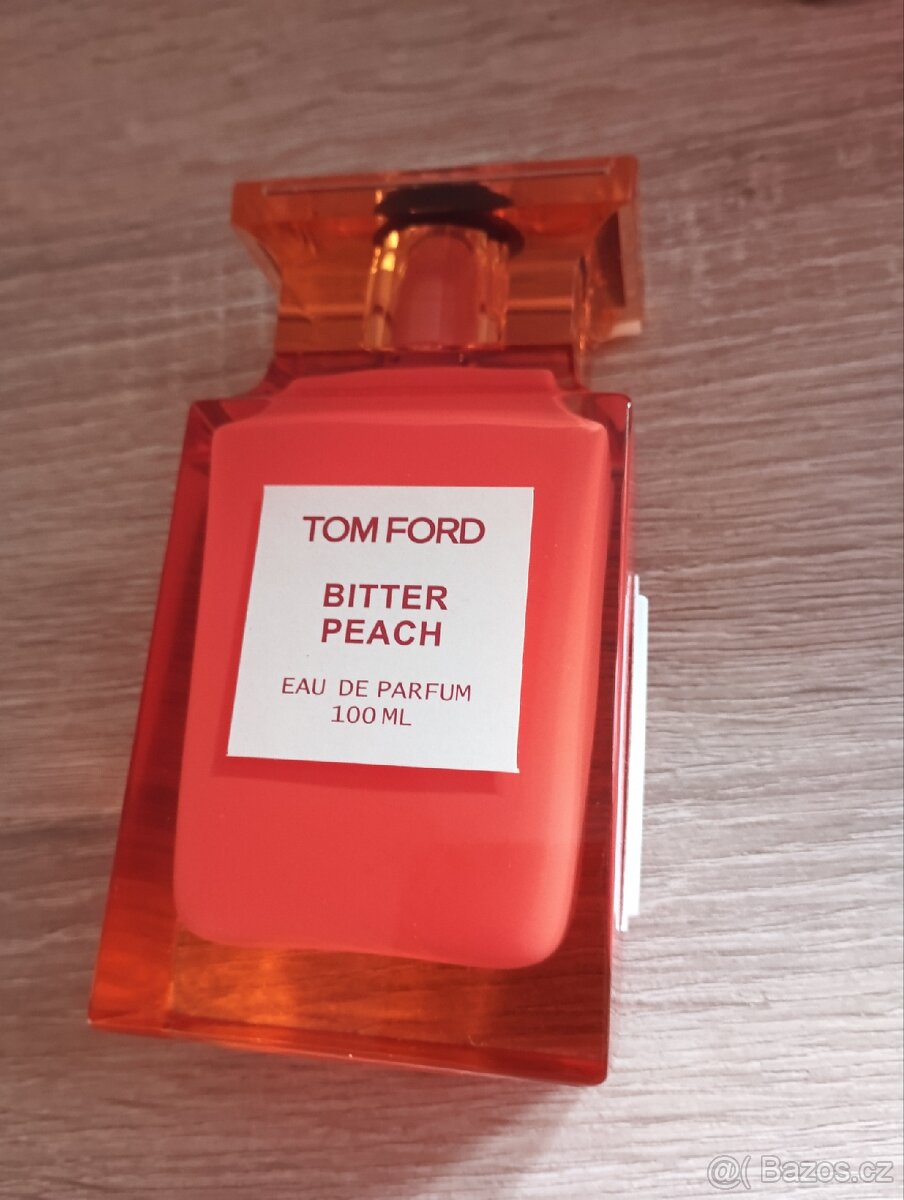 TOM FORD
BITTER
PEACH
EAU DE PARFUM
100 ML
@( Bazos.cz